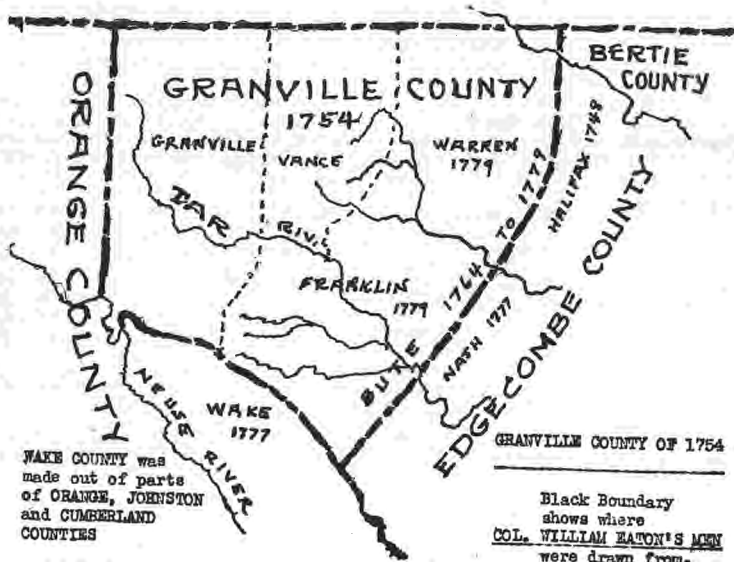 BERTIE
COUNTY
ORANGE COUNTY
GRANVILLE COUNTY
1754
GRANVILLE
VANCE
WARREN
1779
HALIFAX 1748
TAR RIV.
BUTE 1764 TO 1779
FRANKLIN
1779
NASH 1777
EDGECOMBE COUNTY
NEUSE RIVER
WAKE
1777
WAKE COUNTY was
made out of parts
of ORANGE, JOHNSTON
and CUMBERLAND
COUNTIES
GRANVILLE COUNTY OF 1754
Black Boundary
shows where
COL. WILLIAM EATON'S MEN
were drawn from.